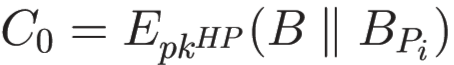 $C_0 = E_{pk^{HP}}(B \parallel B_{P_i})$